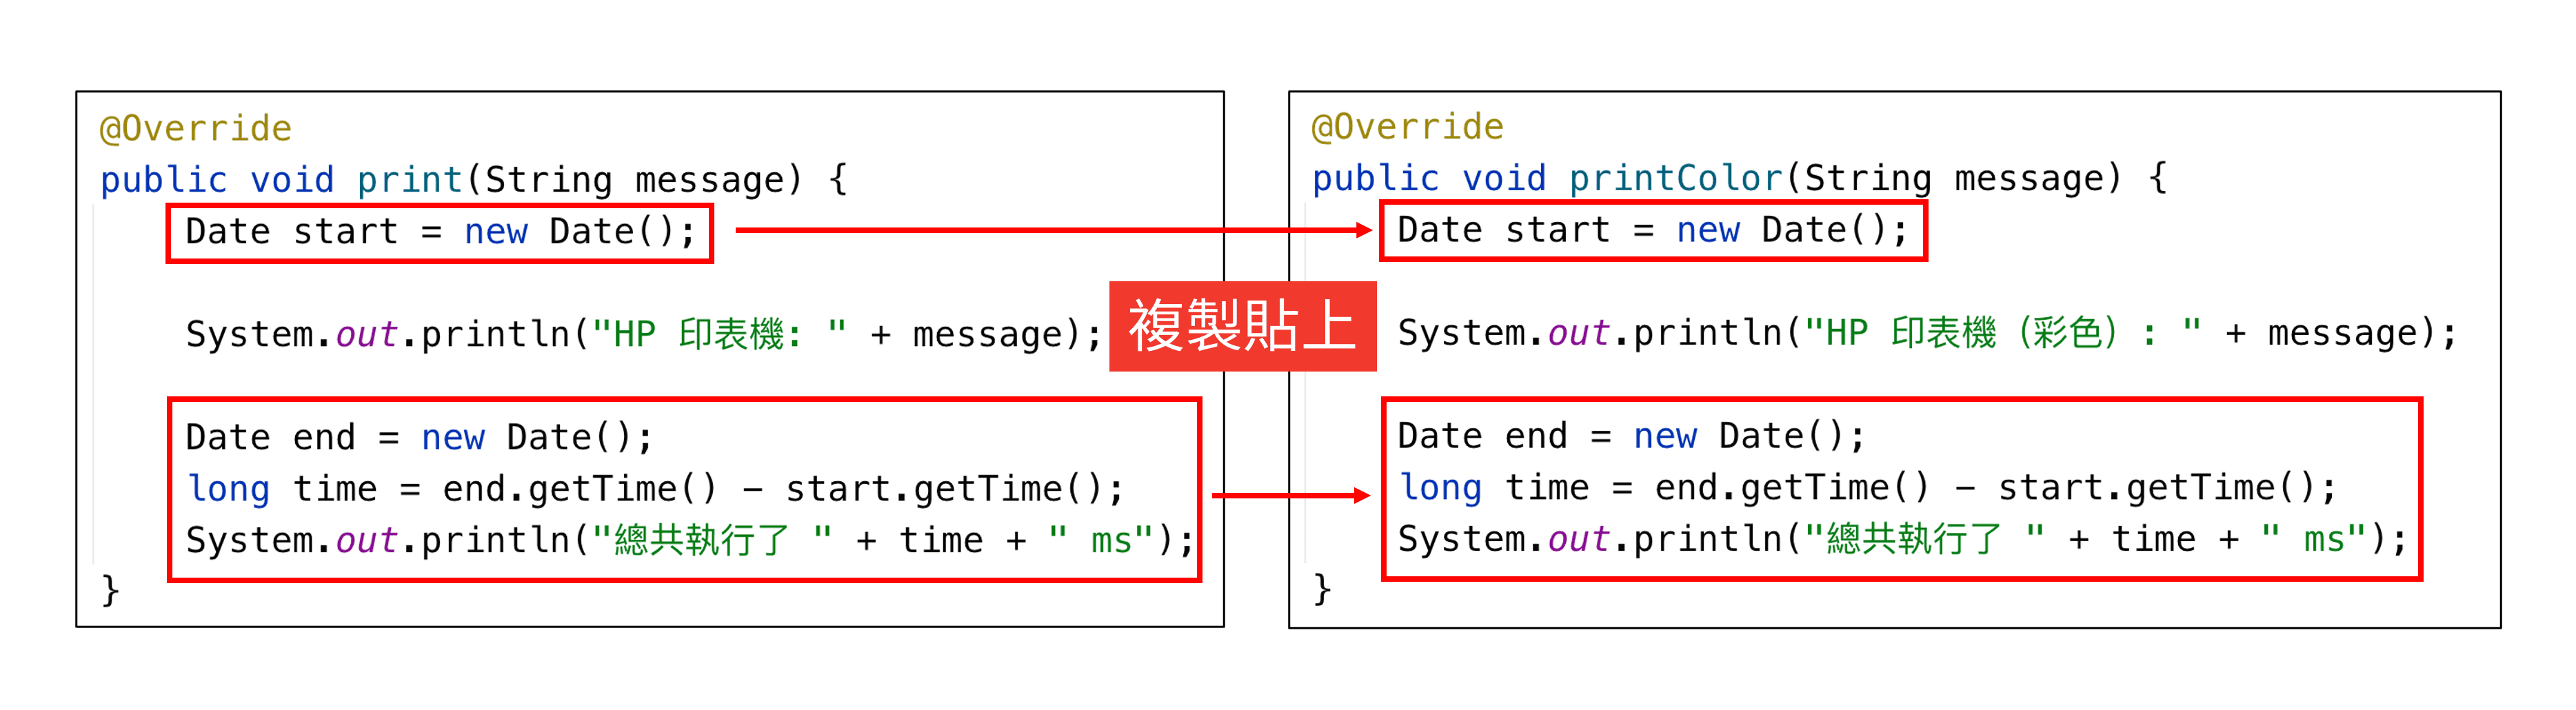 @Override
public void print(String message) {
Date start = new Date();
System.out.println("HP 印表機: " + message);
Date end = new Date();
long time = end.getTime() - start.getTime();
System.out.println("總共執行了 " + time + " ms");
}
複製貼上
@Override
public void printColor(String message) {
Date start = new Date();
System.out.println("HP 印表機（彩色）: " + message);
Date end = new Date();
long time = end.getTime() - start.getTime();
System.out.println("總共執行了 " + time + " ms");
}